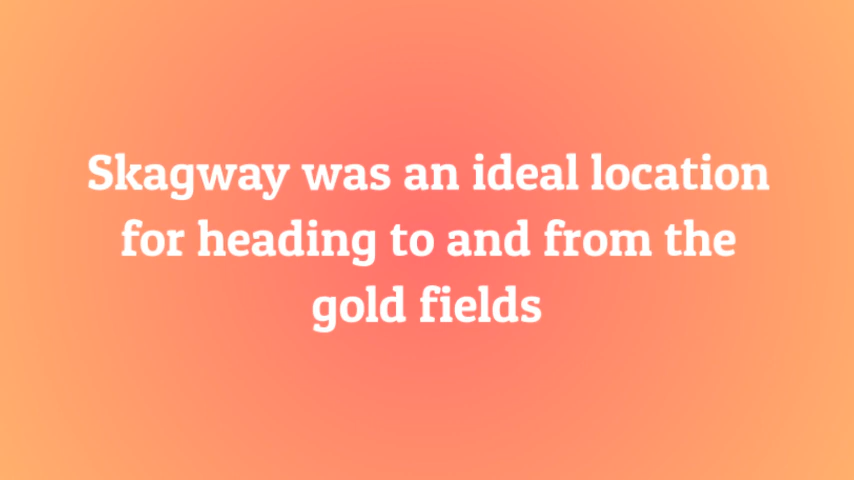 Skagway was an ideal location
for heading to and from the
gold fields